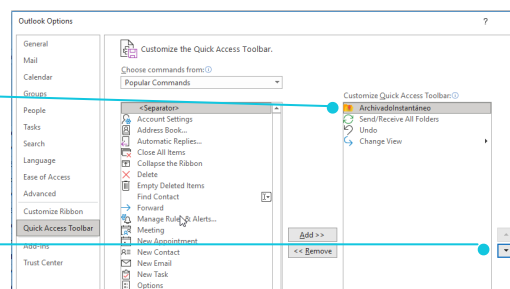 Outlook Options
?
General
Mail
Calendar
Groups
People
Tasks
Search
Language
Ease of Access
Advanced
Customize Ribbon
Quick Access Toolbar
Add-ins
Trust Center
Customize the Quick Access Toolbar.
Choose commands from:
Popular Commands
<Separator>
Account Settings
Address Book...
Automatic Replies...
Close All Items
Collapse the Ribbon
Delete
Empty Deleted Items
Find Contact
Forward
Manage Rules & Alerts...
Meeting
New Appointment
New Contact
New Email
New Task
Options
Add >>
<< Remove
Customize Quick Access Toolbar:
ArchivadoInstantáneo
Send/Receive All Folders
Undo
Change View